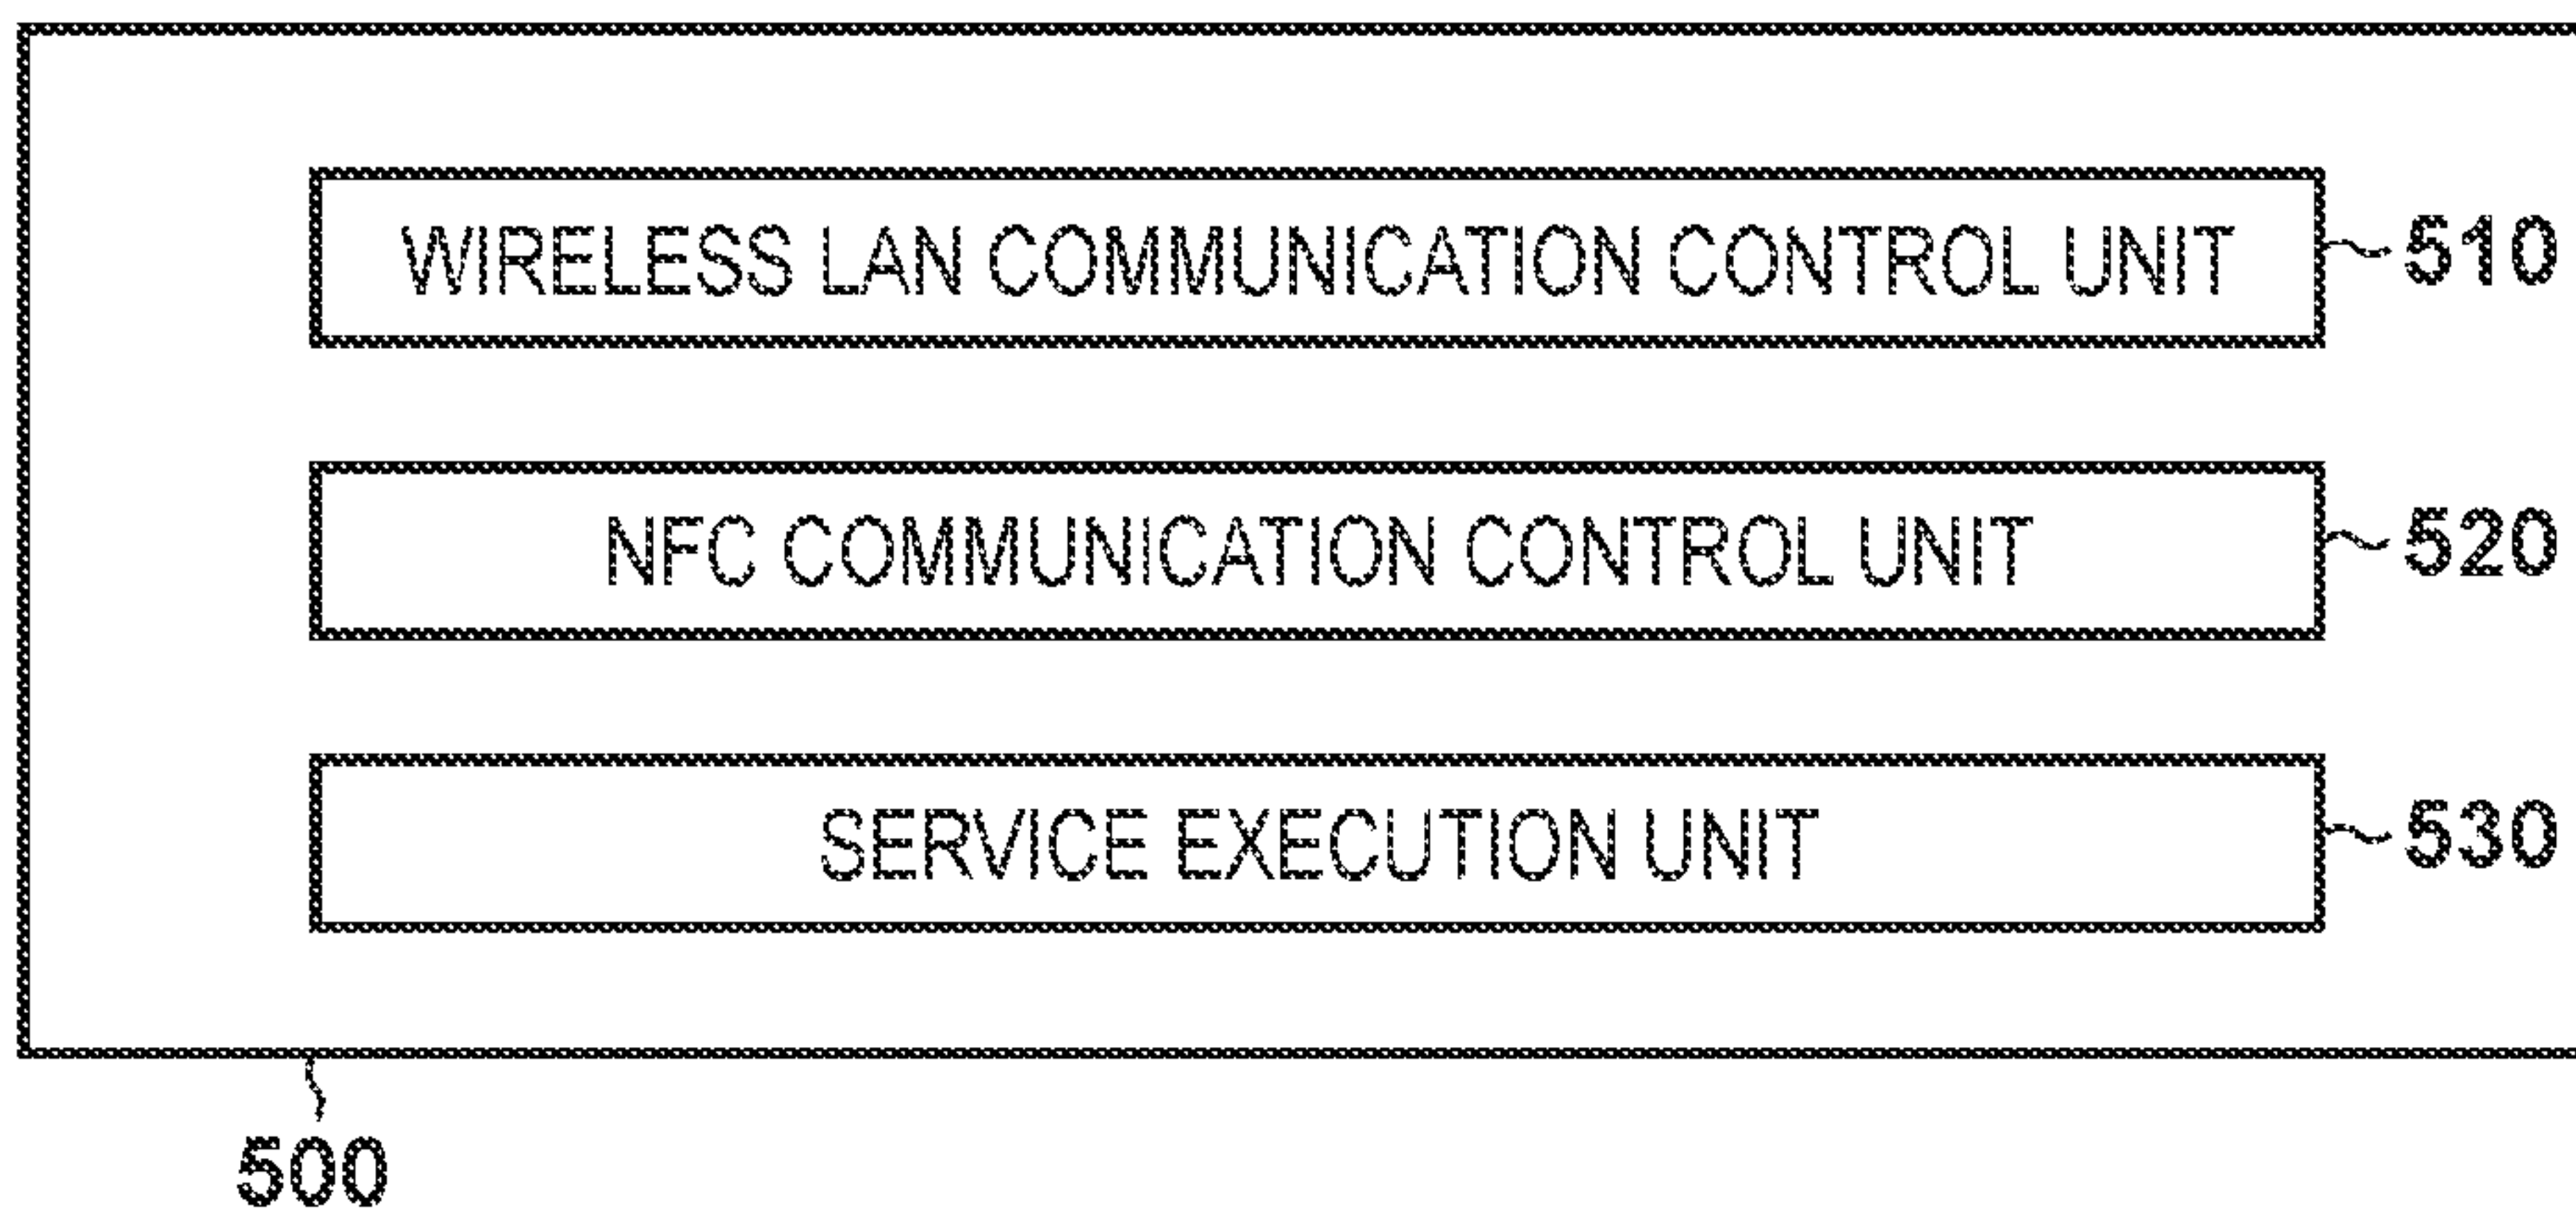 WIRELESS LAN COMMUNICATION CONTROL UNIT 510
NFC COMMUNICATION CONTROL UNIT 520
SERVICE EXECUTION UNIT 530
500